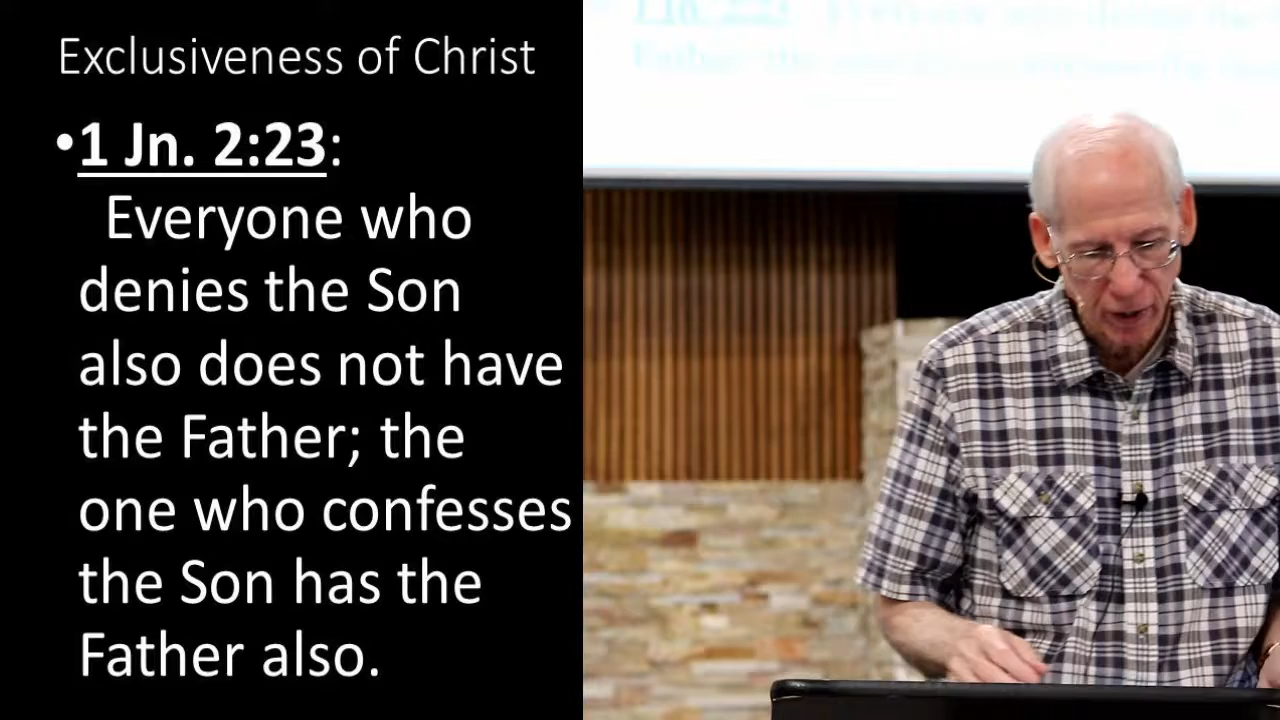 Exclusiveness of Christ
•1 Jn. 2:23:
Everyone who
denies the Son
also does not have
the Father; the
one who confesses
the Son has the
Father also.